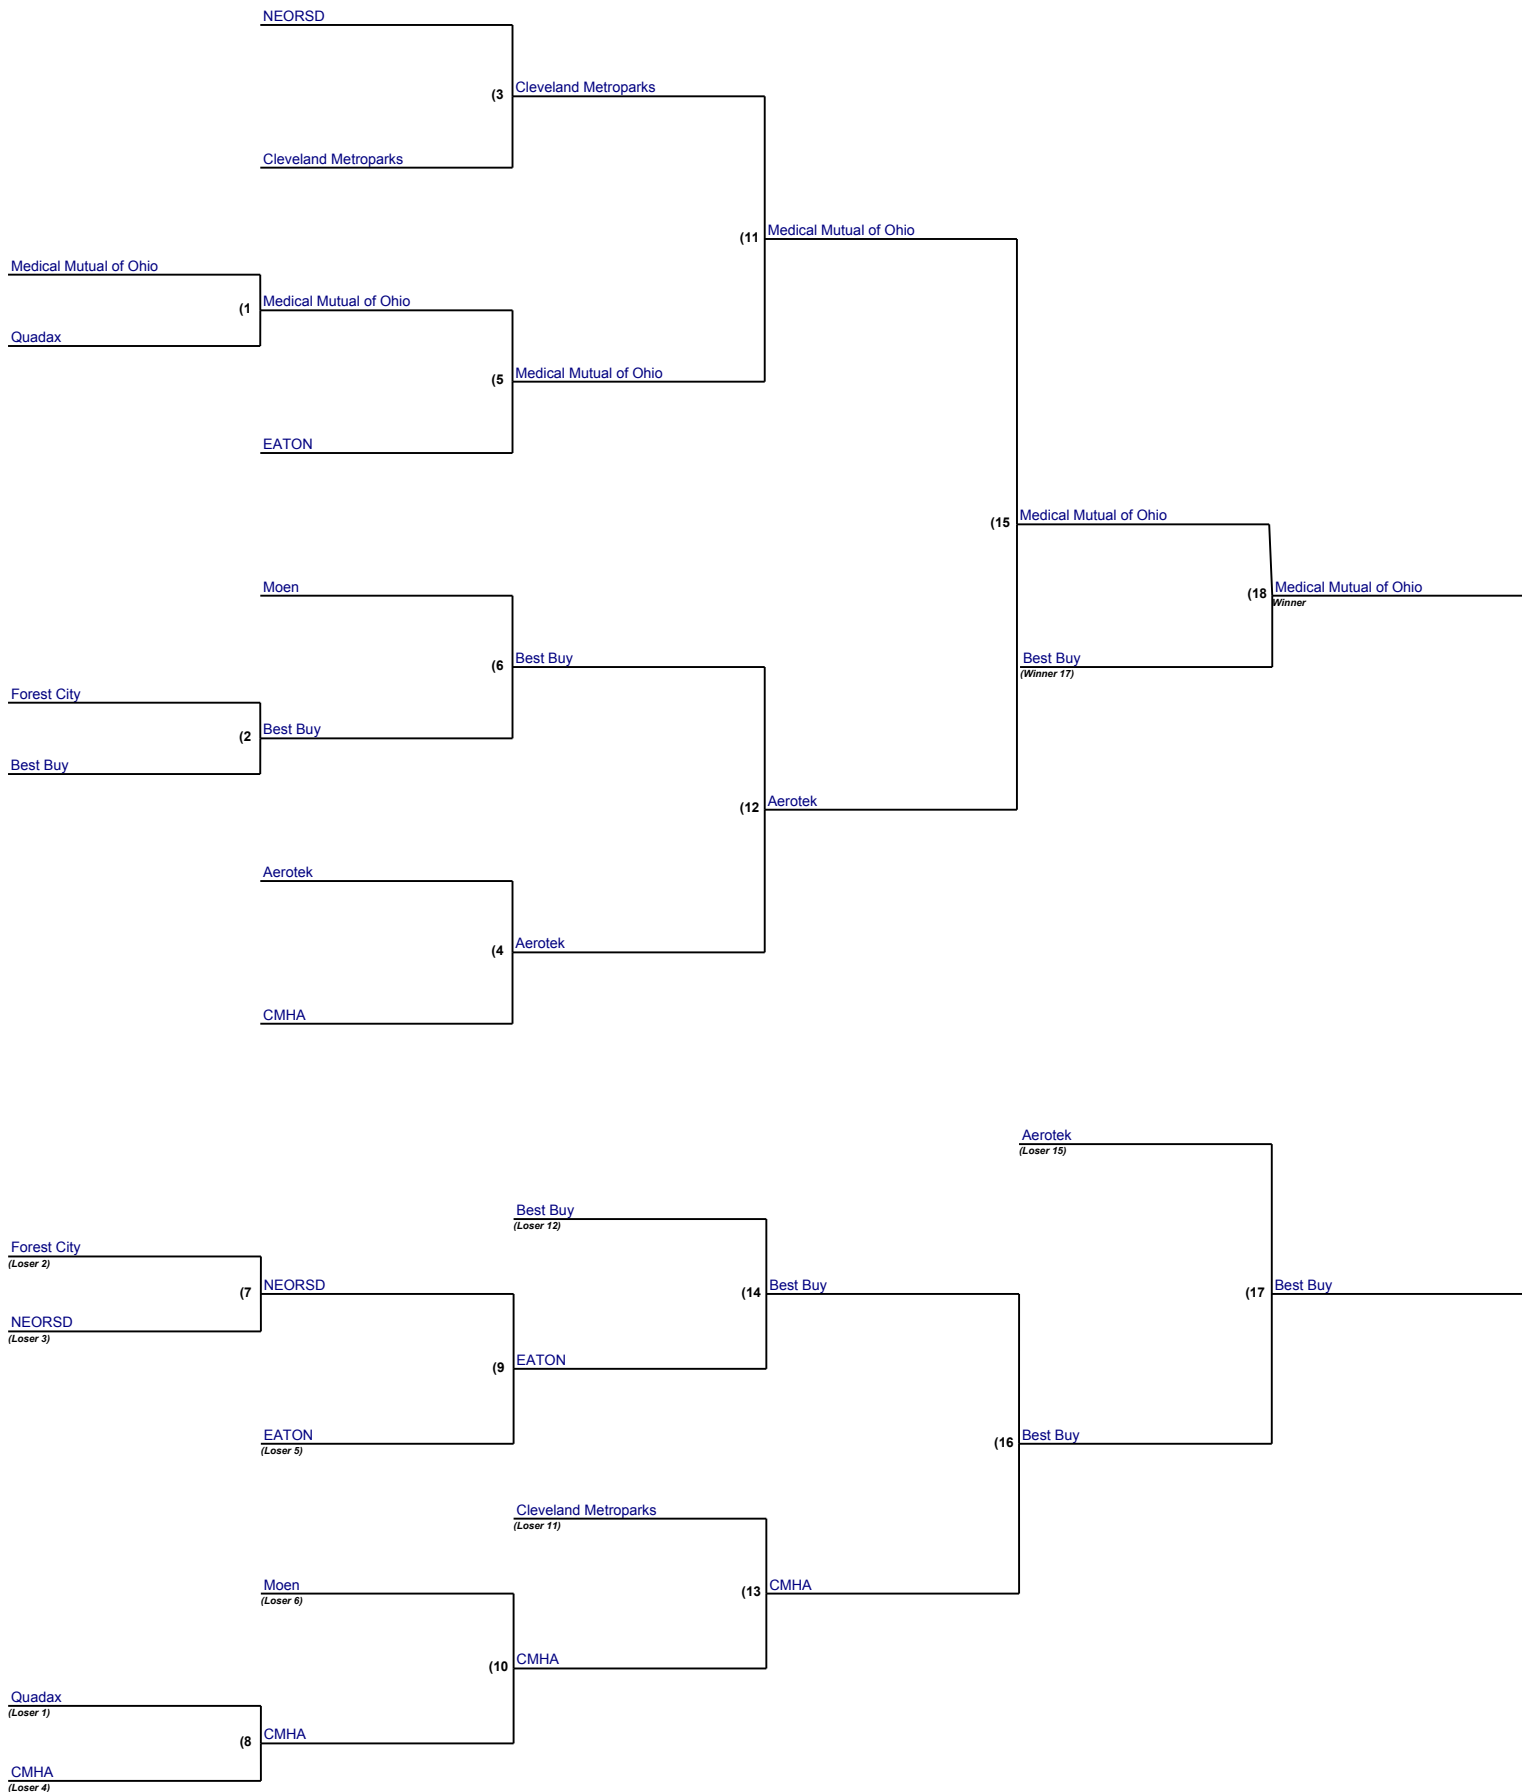 NEORSD
(3
Cleveland Metroparks
Cleveland Metroparks
(11
Medical Mutual of Ohio
Medical Mutual of Ohio
(1
Medical Mutual of Ohio
Quadax
(5
Medical Mutual of Ohio
EATON
(15
Medical Mutual of Ohio
Moen
(18
Medical Mutual of Ohio
Winner
(6
Best Buy
Best Buy
(Winner 17)
Forest City
(2
Best Buy
Best Buy
(12
Aerotek
Aerotek
(4
Aerotek
CMHA
Aerotek
(Loser 15)
Best Buy
(Loser 12)
Forest City
(Loser 2)
(7
NEORSD
(14
Best Buy
(17
Best Buy
NEORSD
(Loser 3)
(9
EATON
EATON
(Loser 5)
(16
Best Buy
Cleveland Metroparks
(Loser 11)
Moen
(Loser 6)
(13
CMHA
(10
CMHA
Quadax
(Loser 1)
(8
CMHA
CMHA
(Loser 4)